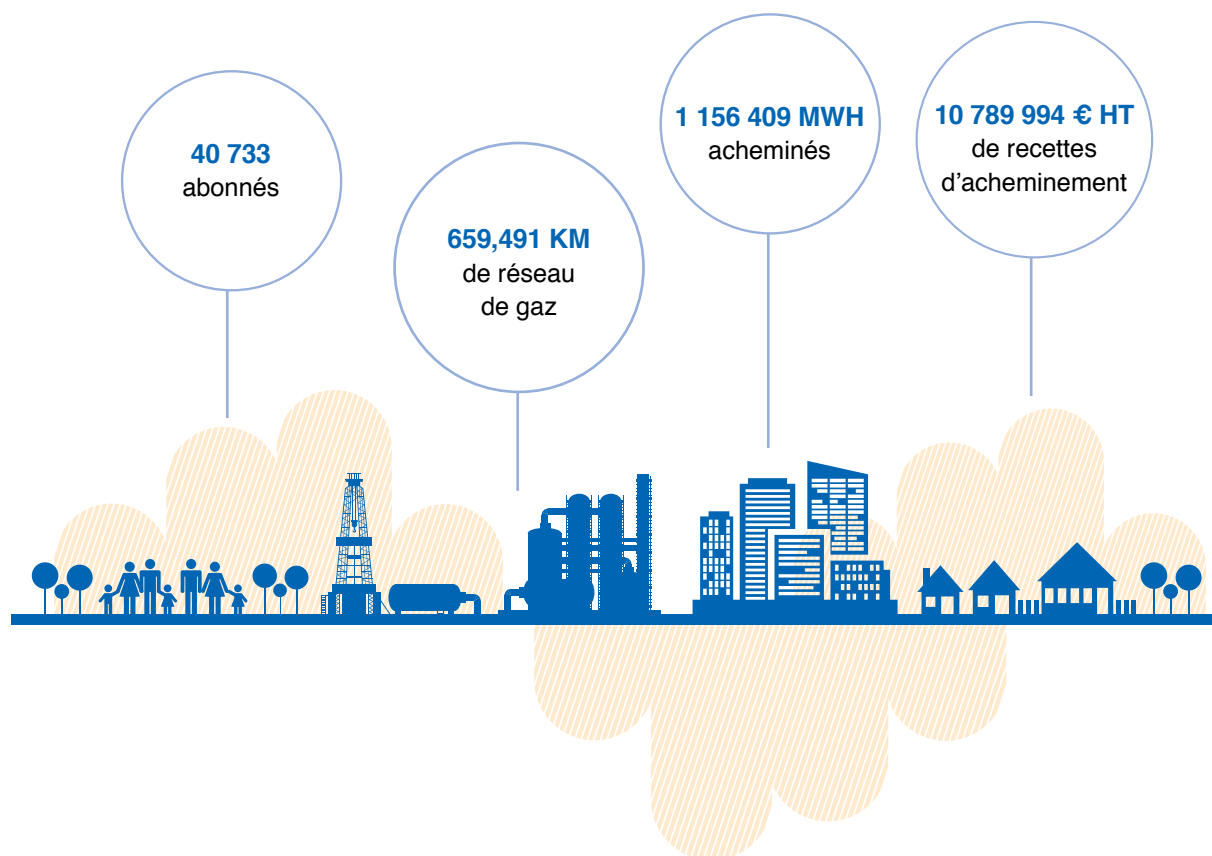 40 733
abonnés
659,491 KM
de réseau
de gaz
1 156 409 MWH
acheminés
10 789 994 € HT
de recettes
d'acheminement